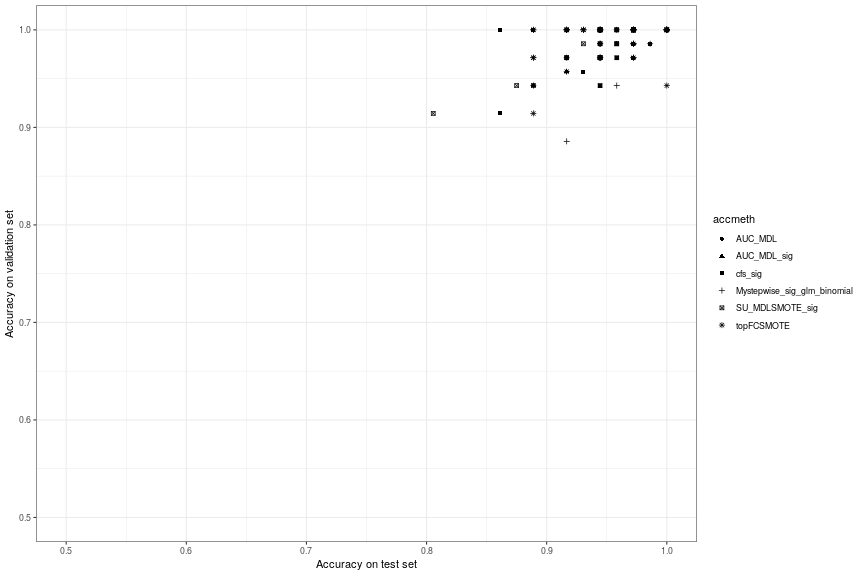 1.0
0.9
0.8
0.7
0.6
0.5
Accuracy on validation set
0.5 0.6 0.7 0.8 0.9 1.0
Accuracy on test set
accmeth
AUC_MDL
AUC_MDL_sig
cfs_sig
Mystepwise_sig_glm_binomial
SU_MDLSMOTE_sig
topFCSMOTE